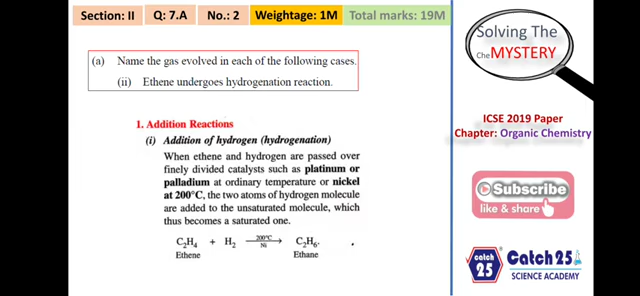 Section: II
Q: 7.A
No.: 2
Weightage: 1M
Total marks: 19M
Solving The
Che MYSTERY
(a) Name the gas evolved in each of the following cases.
(ii) Ethene undergoes hydrogenation reaction.
ICSE 2019 Paper
Chapter: Organic Chemistry
1. Addition Reactions
(i) Addition of hydrogen (hydrogenation)
When ethene and hydrogen are passed over
finely divided catalysts such as platinum or
palladium at ordinary temperature or nickel
at 200°C, the two atoms of hydrogen molecule
are added to the unsaturated molecule, which
thus becomes a saturated one.
C₂H₄ + H₂ —200°C/Ni→ C₂H₆.
Ethene Ethane
Subscribe
like & share
catch
25
Catch 25
SCIENCE ACADEMY